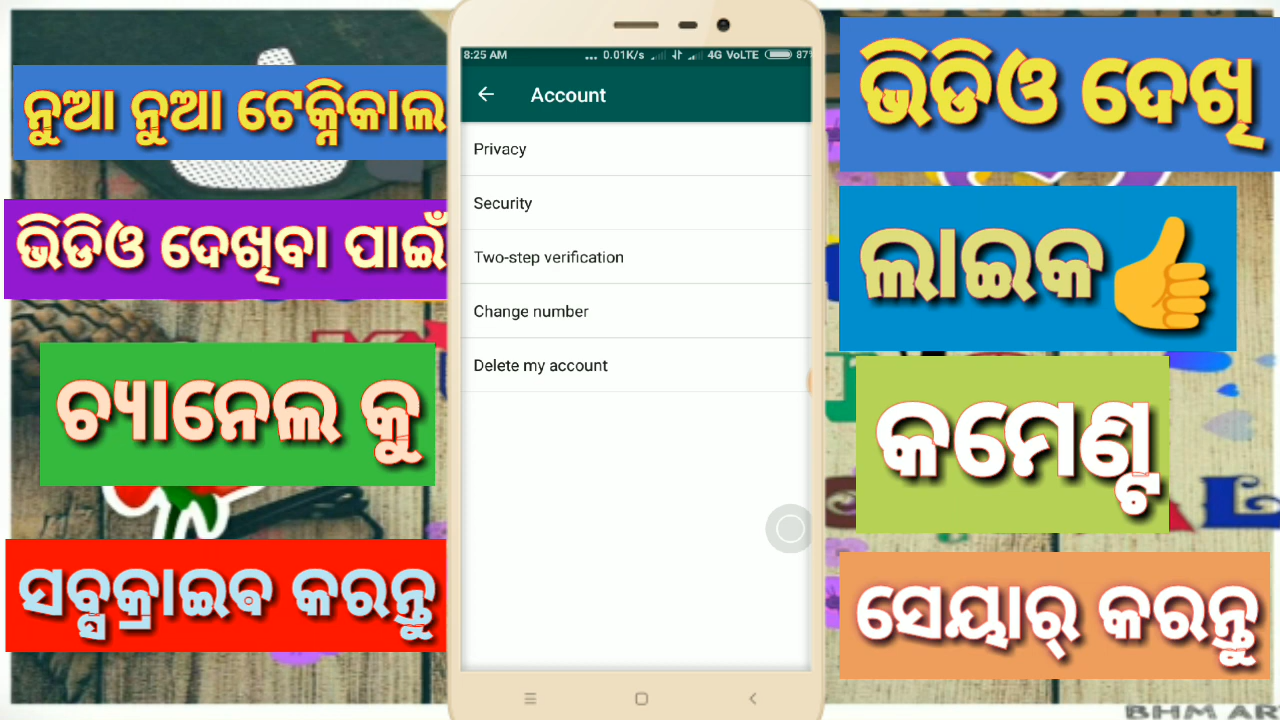 ନୁଆ ନୁଆ ଟେକ୍ନିକାଲ
ଭିଡିଓ ଦେଖିବା ପାଇଁ
ଚ୍ୟାନେଲ କୁ
ସବ୍ସକ୍ରାଇବ କରନ୍ତୁ
8:25 AM ... 0.01K/s 4G VoLTE 87
Account
Privacy
Security
Two-step verification
Change number
Delete my account
ଭିଡିଓ ଦେଖି
ଲାଇକ
କମେଣ୍ଟ
ସେୟାର୍ କରନ୍ତୁ
BHM AR